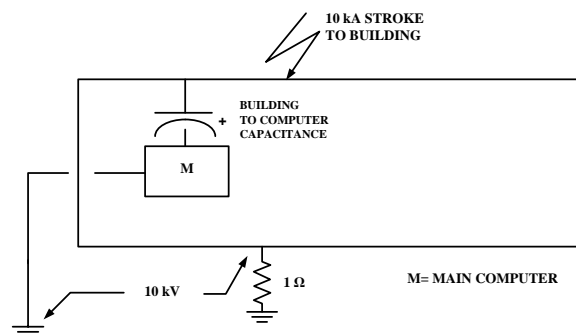 10 kA STROKE
TO BUILDING
BUILDING
+ TO COMPUTER
CAPACITANCE
M
10 kV
1 Ω
M= MAIN COMPUTER